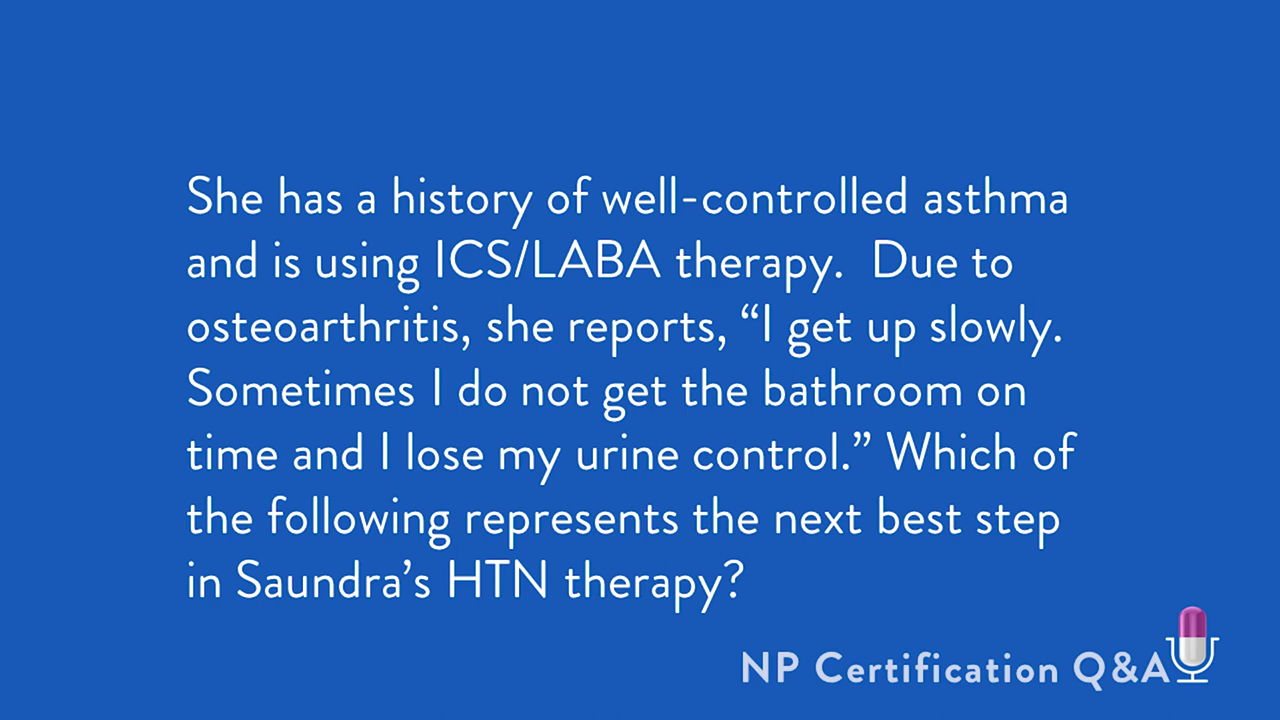 She has a history of well-controlled asthma
and is using ICS/LABA therapy.  Due to
osteoarthritis, she reports, “I get up slowly.
Sometimes I do not get the bathroom on
time and I lose my urine control.” Which of
the following represents the next best step
in Saundra’s HTN therapy?
NP Certification Q&A